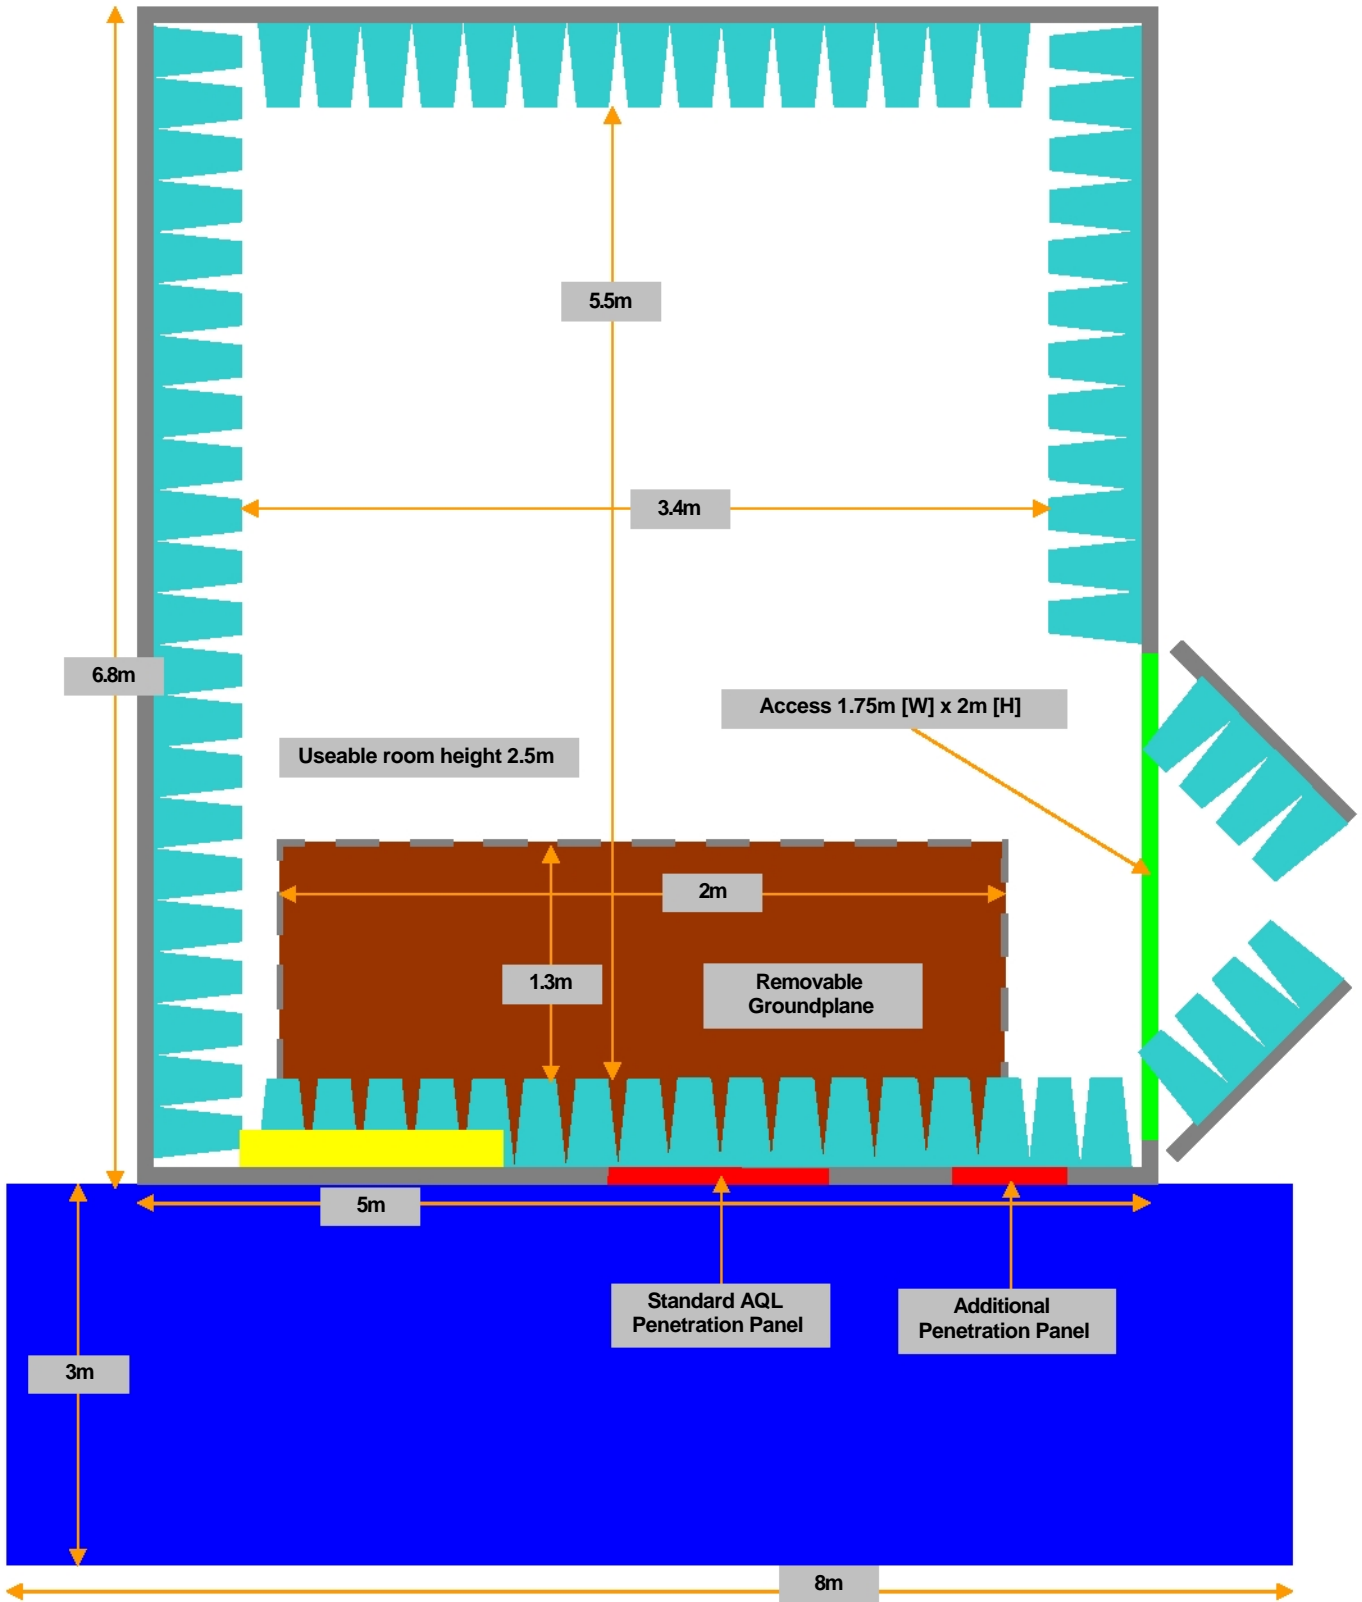 5.5m
3.4m
6.8m
Access 1.75m [W] x 2m [H]
Useable room height 2.5m
2m
1.3m
Removable
Groundplane
5m
Standard AQL
Penetration Panel
Additional
Penetration Panel
3m
8m